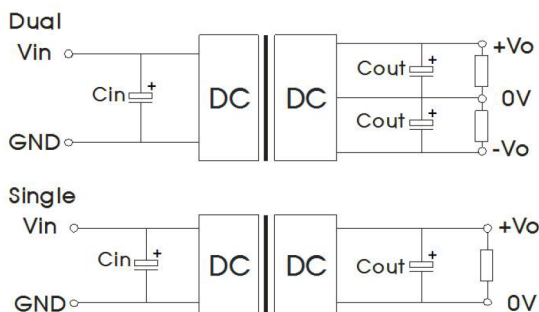 Dual
Vin
+Vo
Cout
+
Cin
+
DC
DC
0V
Cout
+
GND
-Vo
Single
Vin
+Vo
Cin
+
DC
DC
Cout
+
GND
0V